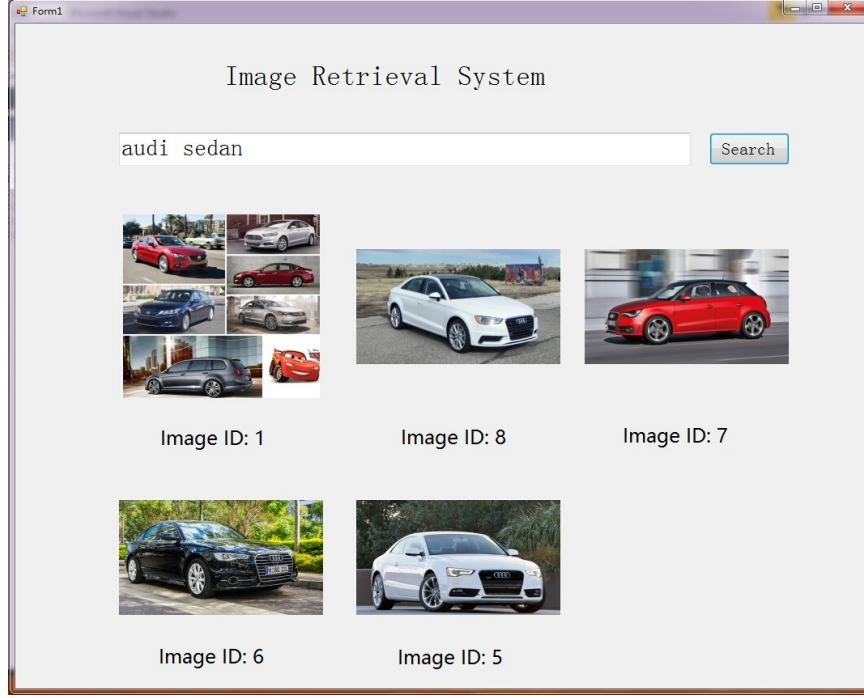 Form1
Image Retrieval System
audi sedan
Search
Image ID: 1
Image ID: 8
Image ID: 7
Image ID: 6
Image ID: 5